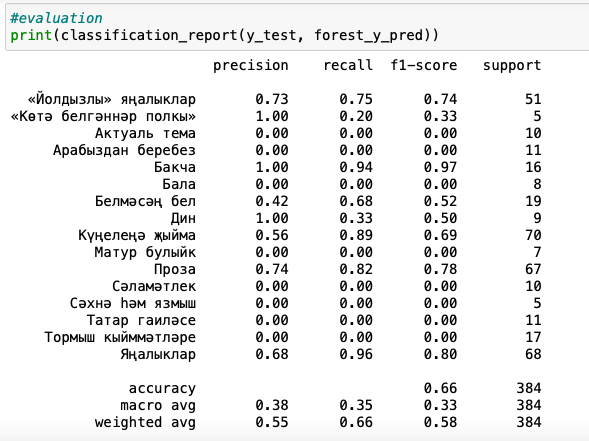 #evaluation
print(classification_report(y_test, forest_y_pred))
precision recall f1-score support
«Йолдызлы» яңалыклар 0.73 0.75 0.74 51
«Көтә белгәннәр полкы» 1.00 0.20 0.33 5
Актуаль тема 0.00 0.00 0.00 10
Арабыздан беребез 0.00 0.00 0.00 11
Бакча 1.00 0.94 0.97 16
Бала 0.00 0.00 0.00 8
Белмәсәң бел 0.42 0.68 0.52 19
Дин 1.00 0.33 0.50 9
Күңелеңә җыйма 0.56 0.89 0.69 70
Матур булыйк 0.00 0.00 0.00 7
Проза 0.74 0.82 0.78 67
Сәламәтлек 0.00 0.00 0.00 10
Сәхнә һәм язмыш 0.00 0.00 0.00 5
Татар гаиләсе 0.00 0.00 0.00 11
Тормыш кыйммәтләре 0.00 0.00 0.00 17
Яңалыклар 0.68 0.96 0.80 68
accuracy 0.66 384
macro avg 0.38 0.35 0.33 384
weighted avg 0.55 0.66 0.58 384